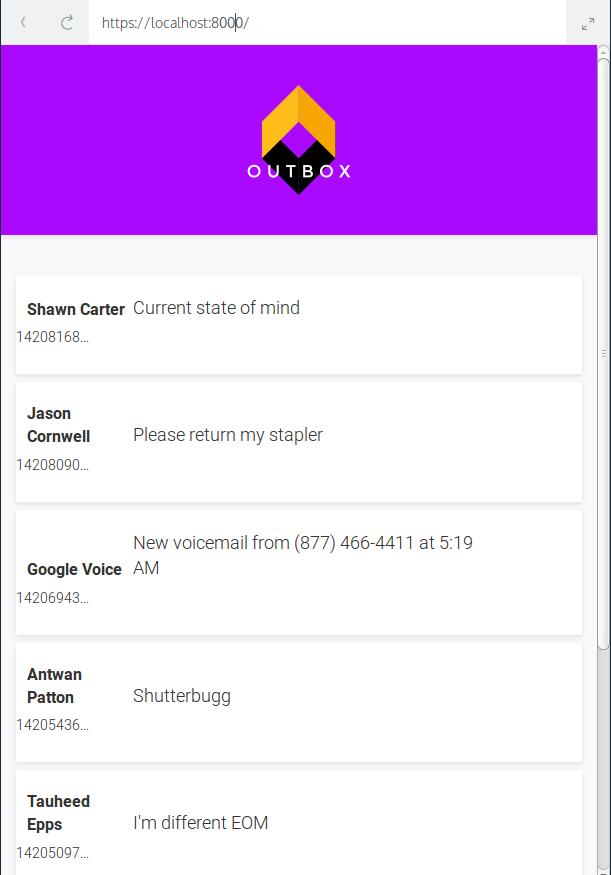 https://localhost:8000/
OUTBOX
Shawn Carter Current state of mind
14208168...
Jason
Cornwell
Please return my stapler
14208090...
New voicemail from (877) 466-4411 at 5:19
AM
Google Voice
14206943...
Antwan
Patton
Shutterbugg
14205436...
Tauheed
Epps
I'm different EOM
14205097...